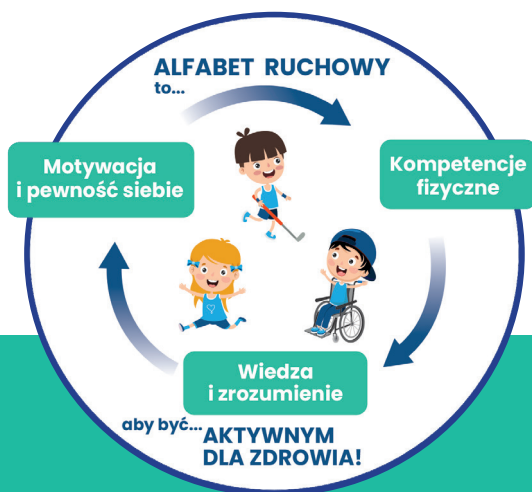 ALFABET RUCHOWY
to...
Motywacja
i pewność siebie
Kompetencje
fizyczne
Wiedza
i zrozumienie
aby być...
AKTYWNYM
DLA ZDROWIA!